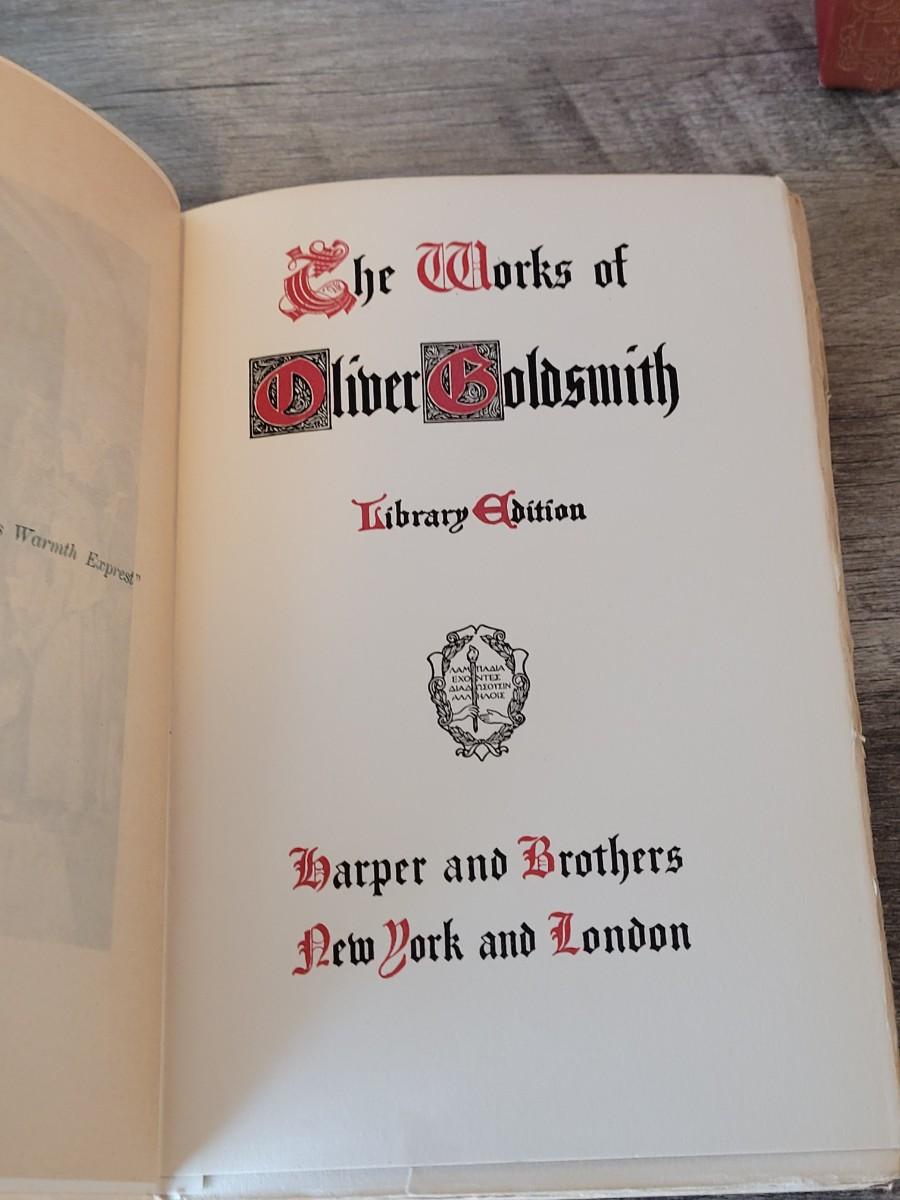 s Warmth Exprest"
The Works of
Oliver Goldsmith
Library Edition
ΛΑΜΠΑΔΙΑ
ΕΧΟΝΤΕΣ
ΔΙΑΔΩΣΟΥΣΙΝ
ΑΛΛΗΛΟΙΣ
Harper and Brothers
New York and London